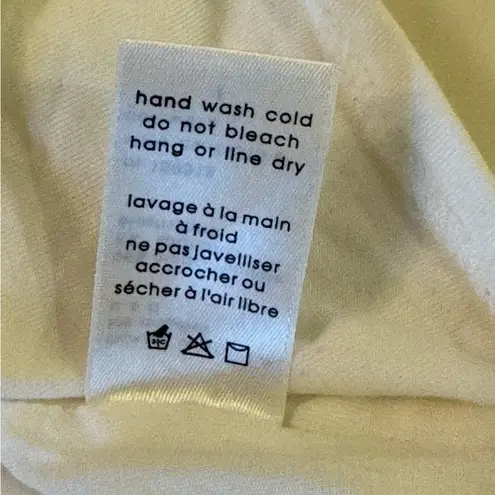 hand wash cold
do not bleach
hang or line dry
lavage à la main
à froid
ne pas javelliser
accrocher ou
sécher à l'air libre